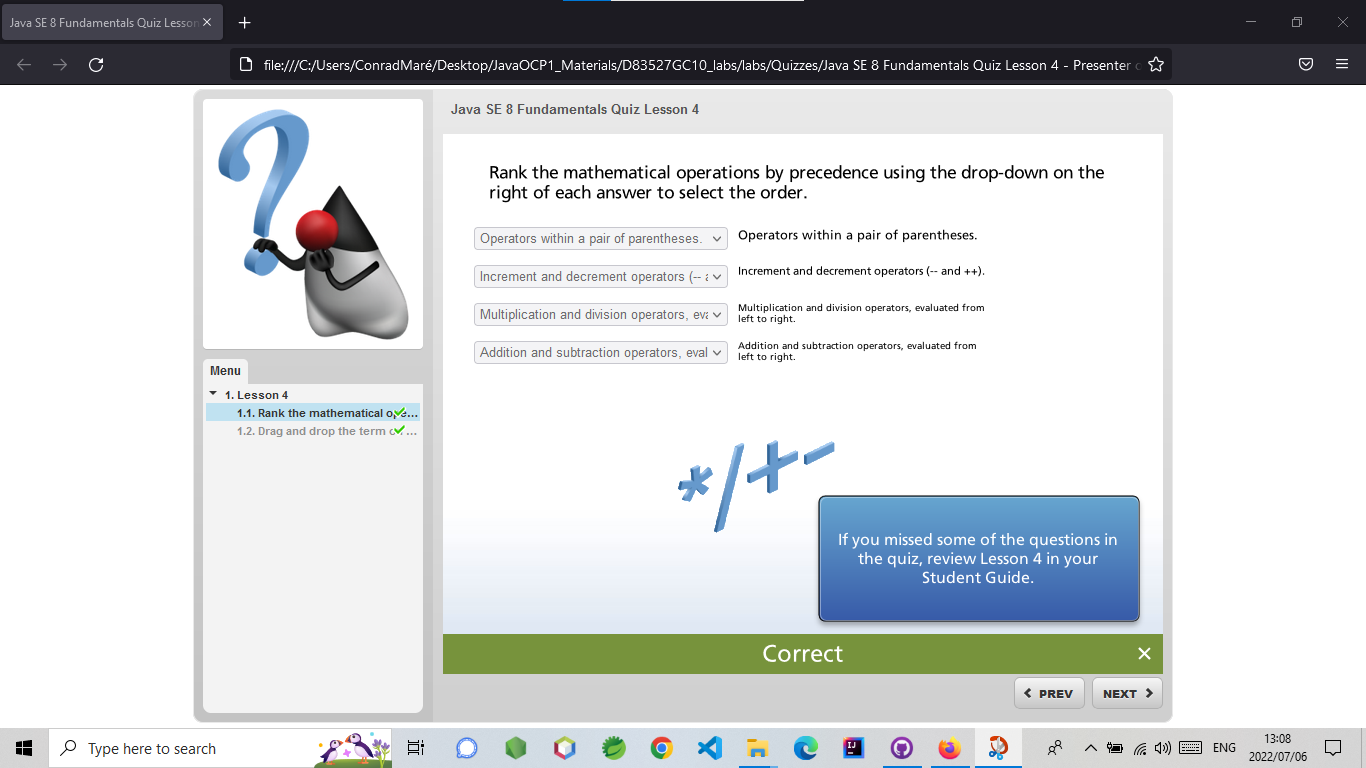 Java SE 8 Fundamentals Quiz Lesson
file:///C:/Users/ConradMaré/Desktop/JavaOCP1_Materials/D83527GC10_labs/labs/Quizzes/Java SE 8 Fundamentals Quiz Lesson 4 - Presenter
Java SE 8 Fundamentals Quiz Lesson 4
Rank the mathematical operations by precedence using the drop-down on the
right of each answer to select the order.
Operators within a pair of parentheses. Operators within a pair of parentheses.
Increment and decrement operators (-- Increment and decrement operators (-- and ++).
Multiplication and division operators, eva Multiplication and division operators, evaluated from
left to right.
Addition and subtraction operators, eval Addition and subtraction operators, evaluated from
left to right.
Menu
1. Lesson 4
1.1. Rank the mathematical ope...
1.2. Drag and drop the term ...
*/+-
If you missed some of the questions in
the quiz, review Lesson 4 in your
Student Guide.
Correct
PREV NEXT
Type here to search
ENG
13:08
2022/07/06